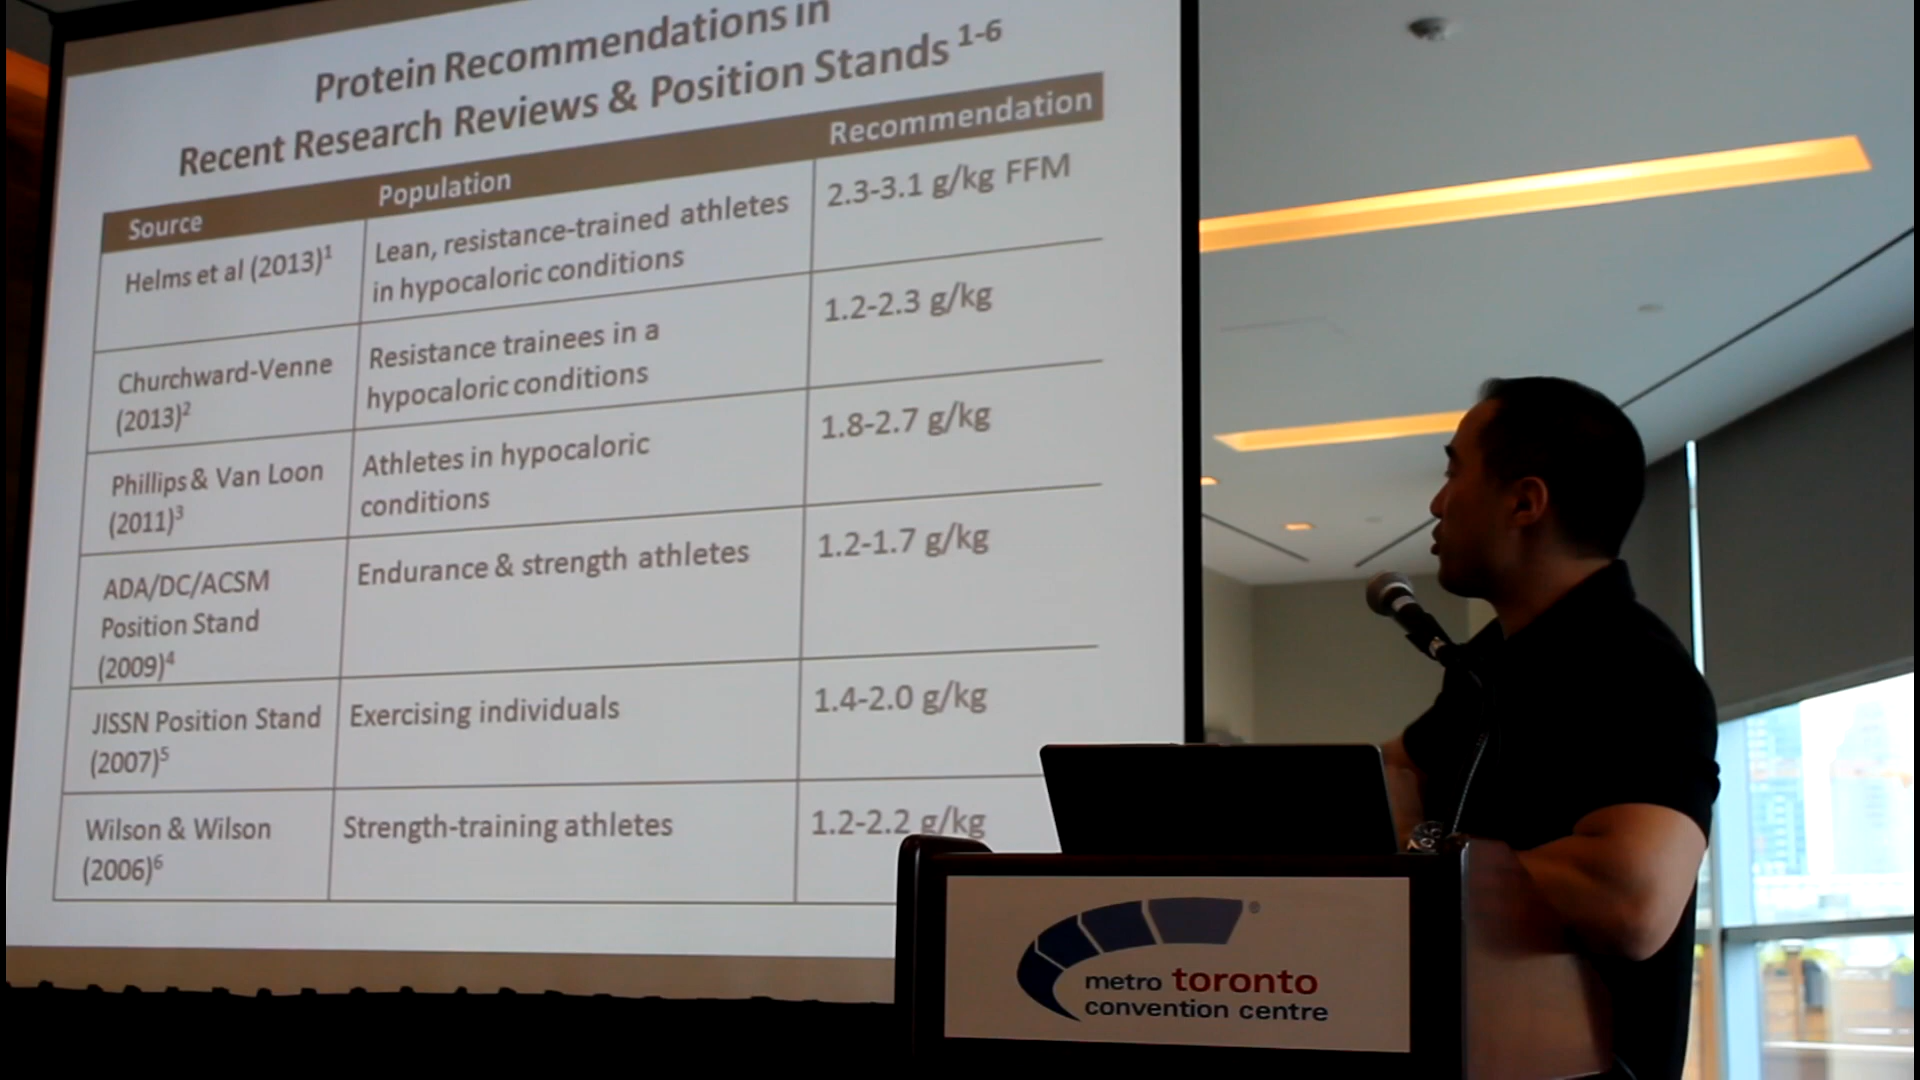 Protein Recommendations in
Recent Research Reviews & Position Stands 1-6
Source Population Recommendation
Helms et al (2013)1
Lean, resistance-trained athletes
in hypocaloric conditions
2.3-3.1 g/kg FFM
Churchward-Venne
(2013)2
Resistance trainees in a
hypocaloric conditions
1.2-2.3 g/kg
Phillips & Van Loon
(2011)3
Athletes in hypocaloric
conditions
1.8-2.7 g/kg
ADA/DC/ACSM
Position Stand
(2009)4
Endurance & strength athletes
1.2-1.7 g/kg
JISSN Position Stand
(2007)5
Exercising individuals
1.4-2.0 g/kg
Wilson & Wilson
(2006)6
Strength-training athletes
1.2-2.2 g/kg
®
metro toronto
convention centre